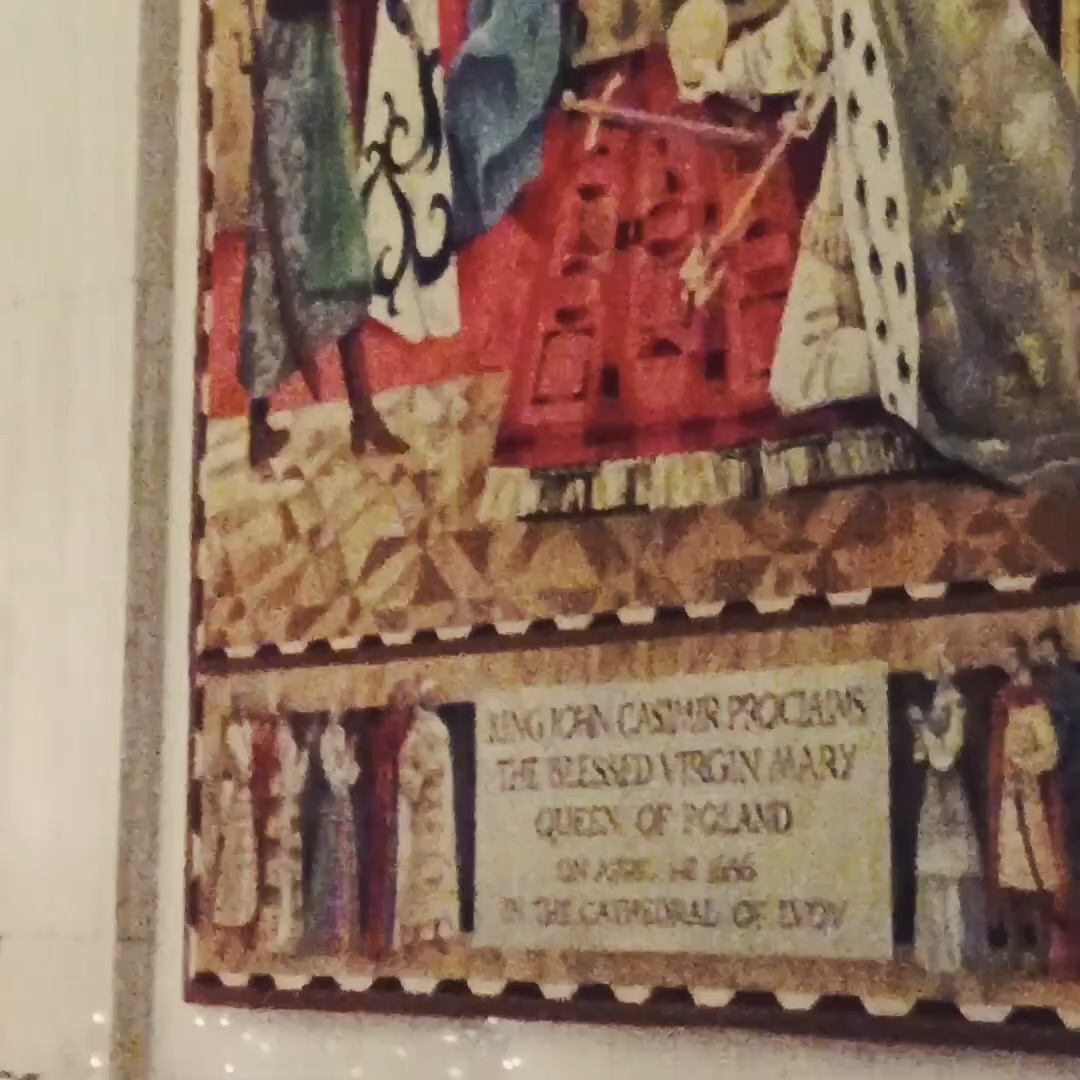 KING JOHN CASIMIR PROCLAIMS
THE BLESSED VIRGIN MARY
QUEEN OF POLAND
ON APRIL 1st 1656
IN THE CATHEDRAL OF LVOV